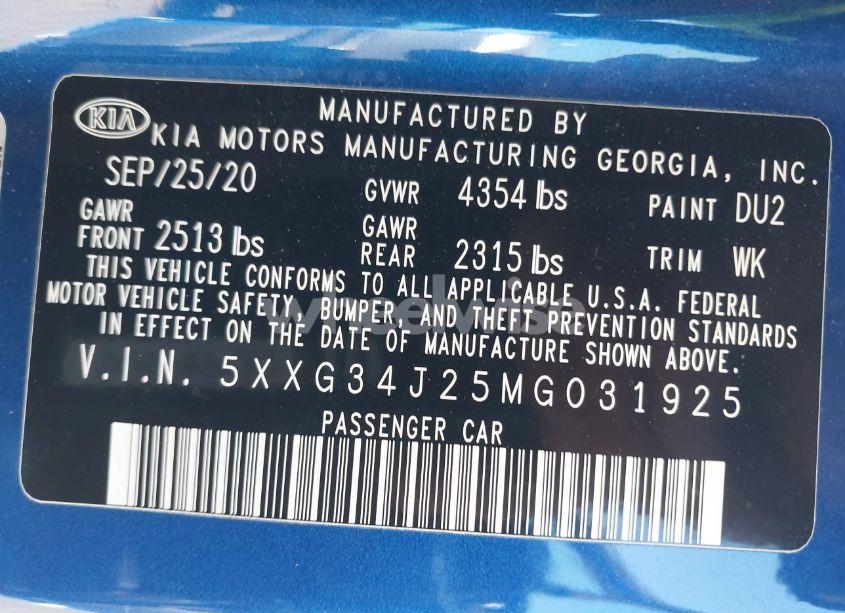 KIA
MANUFACTURED BY
KIA MOTORS MANUFACTURING GEORGIA, INC.
SEP/25/20 GVWR 4354 lbs PAINT DU2
GAWR FRONT 2513 lbs GAWR REAR 2315 lbs TRIM WK
THIS VEHICLE CONFORMS TO ALL APPLICABLE U.S.A. FEDERAL
MOTOR VEHICLE SAFETY, BUMPER, AND THEFT PREVENTION STANDARDS
IN EFFECT ON THE DATE OF MANUFACTURE SHOWN ABOVE.
V.I.N. 5XXG34J25MG031925
PASSENGER CAR